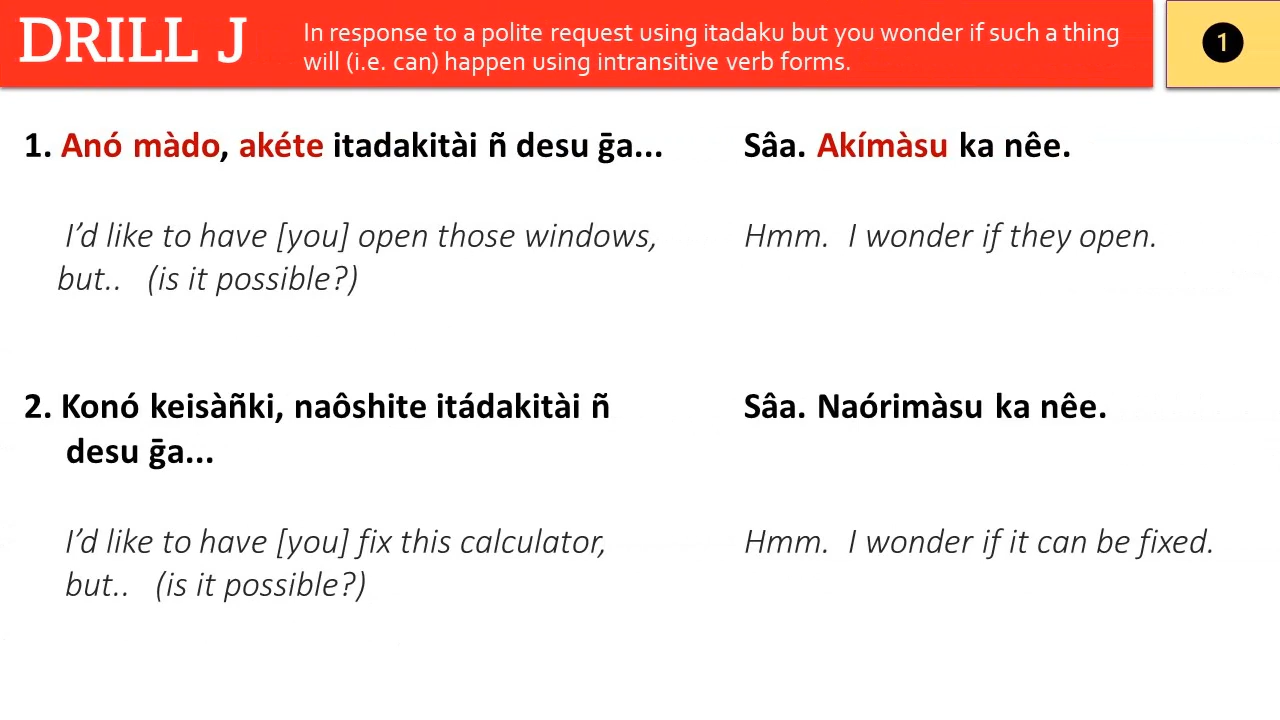 DRILL J
In response to a polite request using itadaku but you wonder if such a thing
will (i.e. can) happen using intransitive verb forms.
1
1. Anó màdo, akéte itadakitài ñ desu ḡa...
Sâa. Akímàsu ka nêe.
I’d like to have [you] open those windows,
but.. (is it possible?)
Hmm. I wonder if they open.
2. Konó keisàñki, naôshite itádakitài ñ
desu ḡa...
Sâa. Naórimàsu ka nêe.
I’d like to have [you] fix this calculator,
but.. (is it possible?)
Hmm. I wonder if it can be fixed.